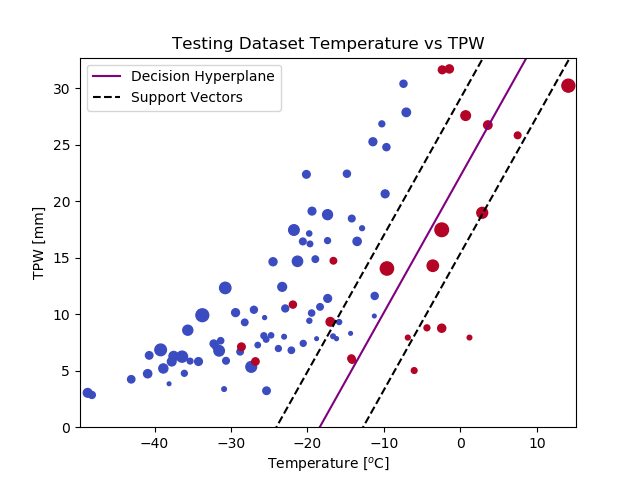 Testing Dataset Temperature vs TPW
Decision Hyperplane
Support Vectors
TPW [mm]
30
25
20
15
10
5
0
−40
−30
−20
−10
0
10
Temperature [°C]